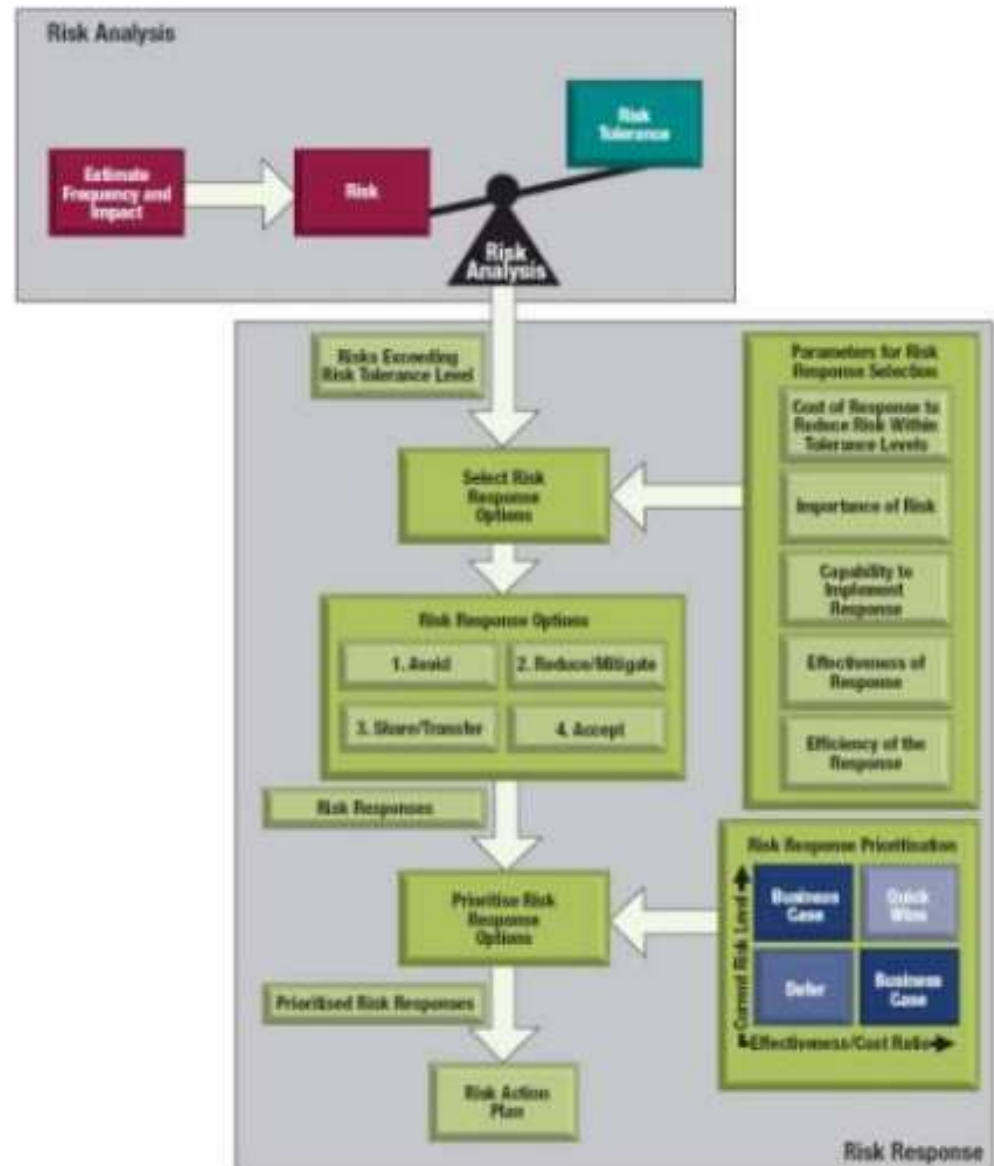 Risk Analysis
Risk
Tolerance
Estimate
Frequency and
Impact
Risk
Risk
Analysis
Risks Exceeding
Risk Tolerance Level
Parameters for Risk
Response Selection
Cost of Response to
Reduce Risk Within
Tolerance Levels
Select Risk
Response
Options
Importance of Risk
Capability to
Implement
Response
Risk Response Options
1. Avoid
2. Reduce/Mitigate
3. Share/Transfer
4. Accept
Effectiveness of
Response
Efficiency of the
Response
Risk Responses
Risk Response Prioritisation
Prioritise Risk
Response
Options
Current Risk Level
Business
Case
Quick
Wins
Defer
Business
Case
Effectiveness/Cost Ratio
Prioritised Risk Responses
Risk Action
Plan
Risk Response